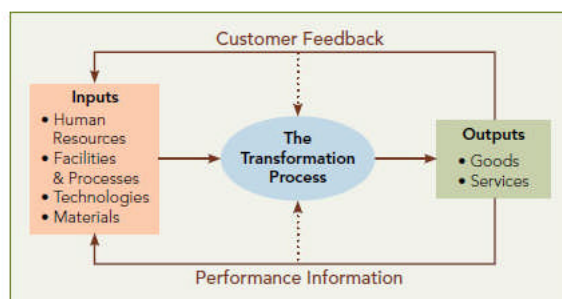 Customer Feedback
Inputs
• Human
Resources
• Facilities
& Processes
• Technologies
• Materials
The
Transformation
Process
Outputs
• Goods
• Services
Performance Information